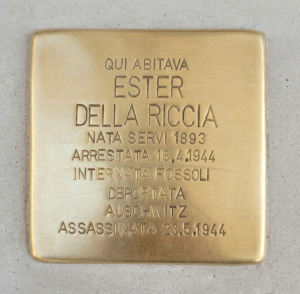 QUI ABITAVA
ESTER
DELLA RICCIA
NATA SERVI 1893
ARRESTATA 18.4.1944
INTERNATA FOSSOLI
DEPORTATA
AUSCHWITZ
ASSASSINATA 23.5.1944